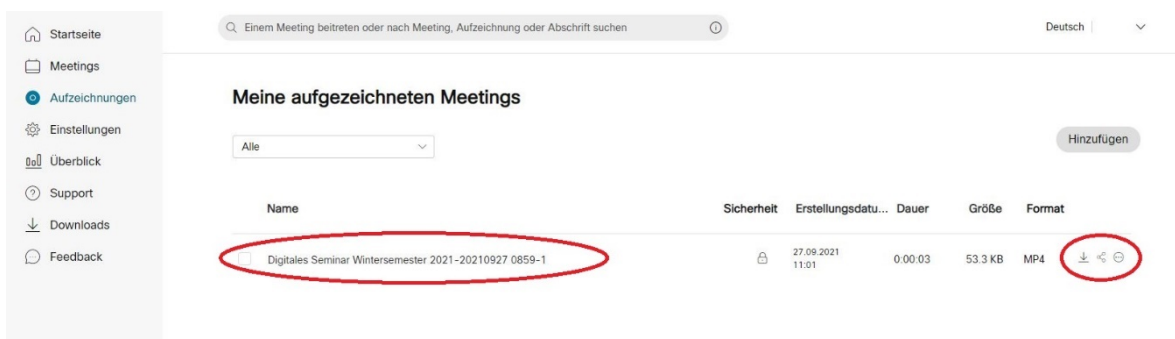 Startseite
Meetings
Aufzeichnungen
Einstellungen
Überblick
Support
Downloads
Feedback
Einem Meeting beitreten oder nach Meeting, Aufzeichnung oder Abschrift suchen
Deutsch
Meine aufgezeichneten Meetings
Alle
Hinzufügen
Name Sicherheit Erstellungsdatu... Dauer Größe Format
Digitales Seminar Wintersemester 2021-20210927 0859-1 27.09.2021 0:00:03 53.3 KB MP4
11:01